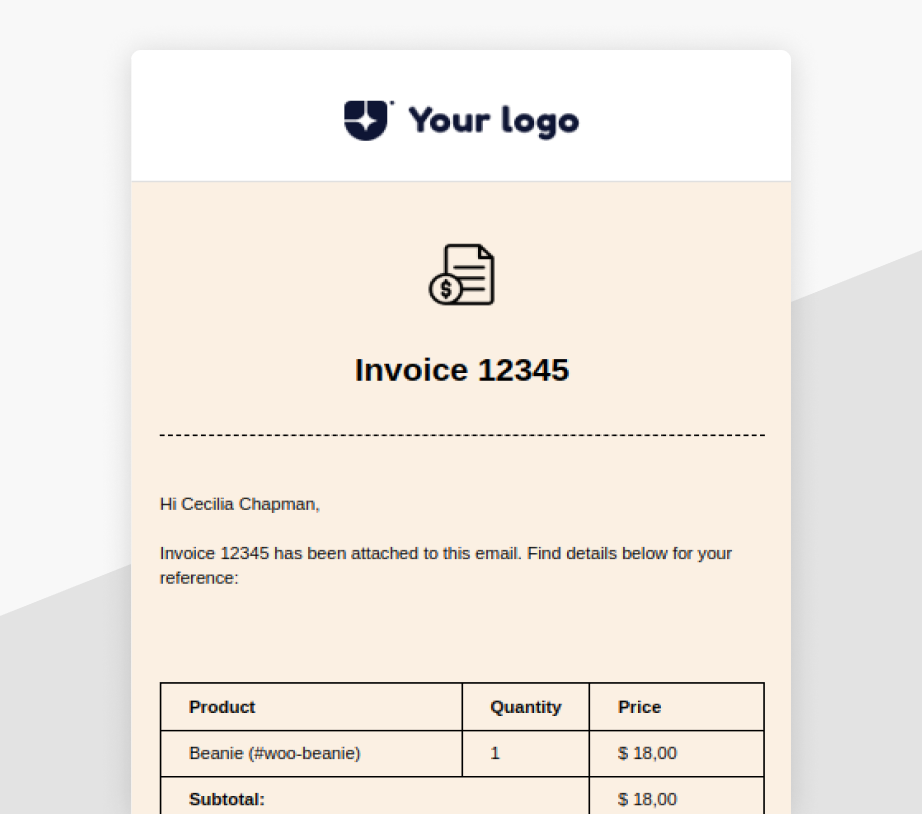 Your logo
$
Invoice 12345
Hi Cecilia Chapman,
Invoice 12345 has been attached to this email. Find details below for your
reference:
Product Quantity Price
Beanie (#woo-beanie) 1 $ 18,00
Subtotal: $ 18,00